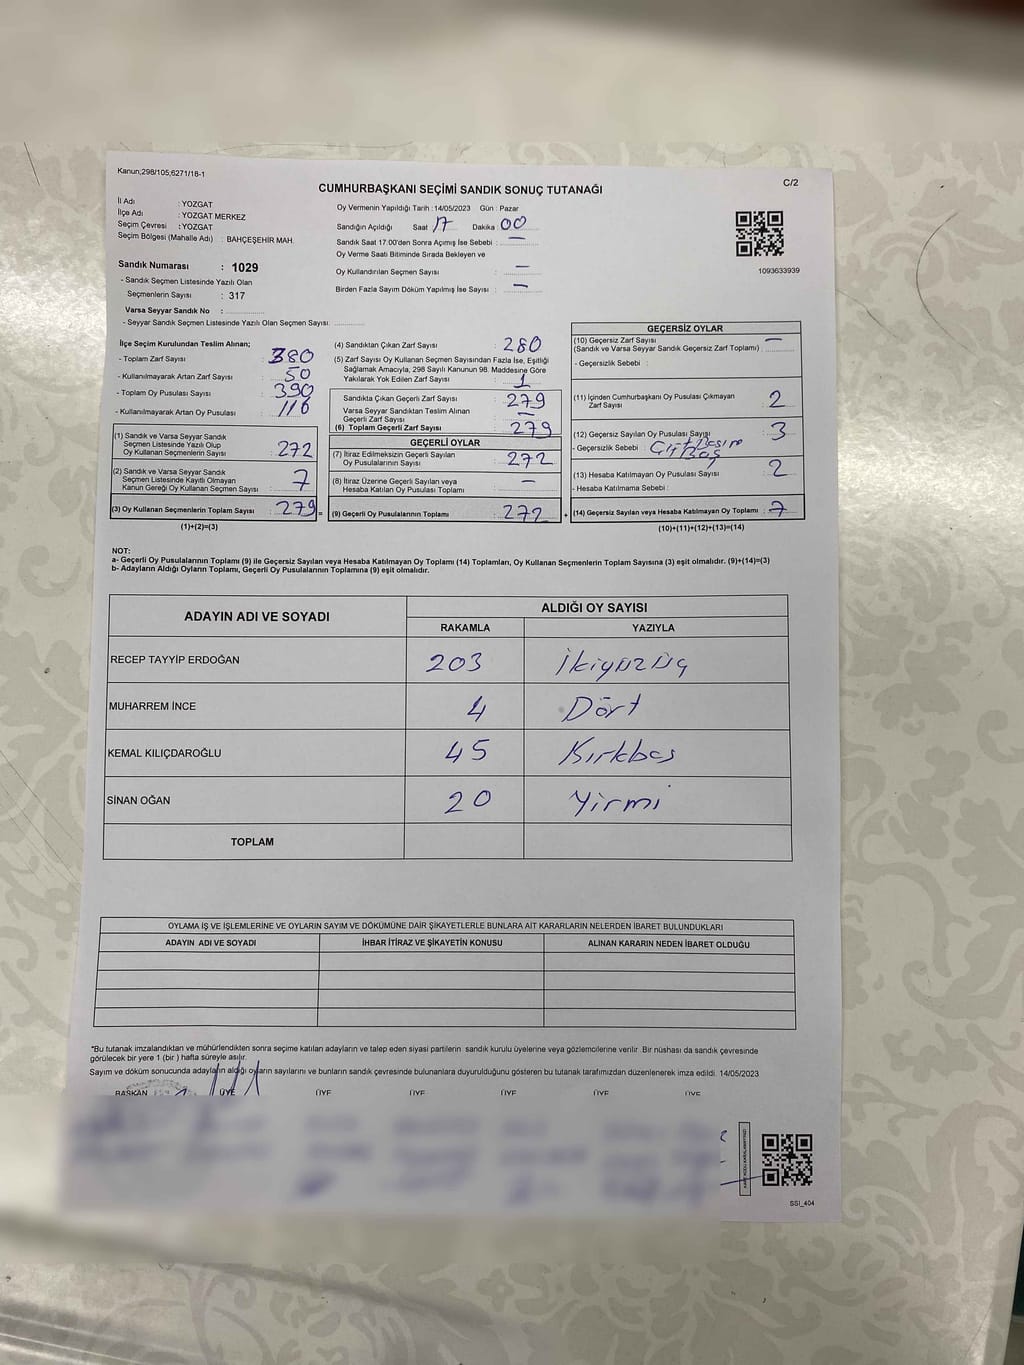 Kanun;298/105;6271/18-1
C/2
CUMHURBAŞKANI SEÇİMİ SANDIK SONUÇ TUTANAĞI
İl Adı : YOZGAT
İlçe Adı : YOZGAT MERKEZ
Seçim Çevresi : YOZGAT
Seçim Bölgesi (Mahalle Adı) : BAHÇEŞEHİR MAH.
Sandık Numarası : 1029
- Sandık Seçmen Listesinde Yazılı Olan
Seçmenlerin Sayısı : 317
Varsa Seyyar Sandık No :
- Seyyar Sandık Seçmen Listesinde Yazılı Olan Seçmen Sayısı:
Oy Vermenin Yapıldığı Tarih : 14/05/2023 Gün : Pazar
Sandığın Açıldığı Saat 17 Dakika 00
Sandık Saat 17.00'den Sonra Açımış İse Sebebi : —
Oy Verme Saati Bitiminde Sırada Bekleyen ve
Oy Kullandırılan Seçmen Sayısı : —
Birden Fazla Sayım Döküm Yapılmış İse Sayısı : —
1093633939
İlçe Seçim Kurulundan Teslim Alınan;
- Toplam Zarf Sayısı : 380
- Kullanılmayarak Artan Zarf Sayısı : 50
- Toplam Oy Pusulası Sayısı : 390
- Kullanılmayarak Artan Oy Pusulası : 116
(1) Sandık ve Varsa Seyyar Sandık
Seçmen Listesinde Yazılı Olup
Oy Kullanan Seçmenlerin Sayısı : 272
(2) Sandık ve Varsa Seyyar Sandık
Seçmen Listesinde Kayıtlı Olmayan
Kanun Gereği Oy Kullanan Seçmen Sayısı : 7
(3) Oy Kullanan Seçmenlerin Toplam Sayısı : 279 =
(1)+(2)=(3)
(4) Sandıktan Çıkan Zarf Sayısı : 280
(5) Zarf Sayısı Oy Kullanan Seçmen Sayısından Fazla İse, Eşitliği
Sağlamak Amacıyla, 298 Sayılı Kanunun 98. Maddesine Göre
Yakılarak Yok Edilen Zarf Sayısı : 1
Sandıkta Çıkan Geçerli Zarf Sayısı : 279
Varsa Seyyar Sandıktan Teslim Alınan
Geçerli Zarf Sayısı : —
(6) Toplam Geçerli Zarf Sayısı : 279
GEÇERLİ OYLAR
(7) İtiraz Edilmeksizin Geçerli Sayılan
Oy Pusulalarının Sayısı : 272
(8) İtiraz Üzerine Geçerli Sayılan veya
Hesaba Katılan Oy Pusulası Toplamı : —
(9) Geçerli Oy Pusulalarının Toplamı : 272 +
GEÇERSİZ OYLAR
(10) Geçersiz Zarf Sayısı
(Sandık ve Varsa Seyyar Sandık Geçersiz Zarf Toplamı) : —
- Geçersizlik Sebebi :
(11) İçinden Cumhurbaşkanı Oy Pusulası Çıkmayan
Zarf Sayısı : 2
(12) Geçersiz Sayılan Oy Pusulası Sayısı : 3
- Geçersizlik Sebebi :
(13) Hesaba Katılmayan Oy Pusulası Sayısı : 2
- Hesaba Katılmama Sebebi :
(14) Geçersiz Sayılan veya Hesaba Katılmayan Oy Toplamı : 7
(10)+(11)+(12)+(13)=(14)
NOT:
a- Geçerli Oy Pusulalarının Toplamı (9) ile Geçersiz Sayılan veya Hesaba Katılmayan Oy Toplamı (14) Toplamları, Oy Kullanan Seçmenlerin Toplam Sayısına (3) eşit olmalıdır. (9)+(14)=(3)
b- Adayların Aldığı Oyların Toplamı, Geçerli Oy Pusulalarının Toplamına (9) eşit olmalıdır.
ADAYIN ADI VE SOYADI ALDIĞI OY SAYISI
RAKAMLA YAZIYLA
RECEP TAYYİP ERDOĞAN 203 İkiyüzüç
MUHARREM İNCE 4 Dört
KEMAL KILIÇDAROĞLU 45 Kırkbeş
SİNAN OĞAN 20 Yirmi
TOPLAM
OYLAMA İŞ VE İŞLEMLERİNE VE OYLARIN SAYIM VE DÖKÜMÜNE DAİR ŞİKAYETLERLE BUNLARA AİT KARARLARIN NELERDEN İBARET BULUNDUKLARI
ADAYIN ADI VE SOYADI İHBAR İTİRAZ VE ŞİKAYETİN KONUSU ALINAN KARARIN NEDEN İBARET OLDUĞU
*Bu tutanak imzalandıktan ve mühürlendikten sonra seçime katılan adayların ve talep eden siyasi partilerin sandık kurulu üyelerine veya gözlemcilerine verilir. Bir nüshası da sandık çevresinde
görülecek bir yere 1 (bir ) hafta süreyle asılır.
Sayım ve döküm sonucunda adayların aldığı oyların sayılarını ve bunların sandık çevresinde bulunanlara duyurulduğunu gösteren bu tutanak tarafımızdan düzenlenerek imza edildi. 14/05/2023
BAŞKAN ÜYE ÜYE ÜYE ÜYE ÜYE ÜYE
SSI_404